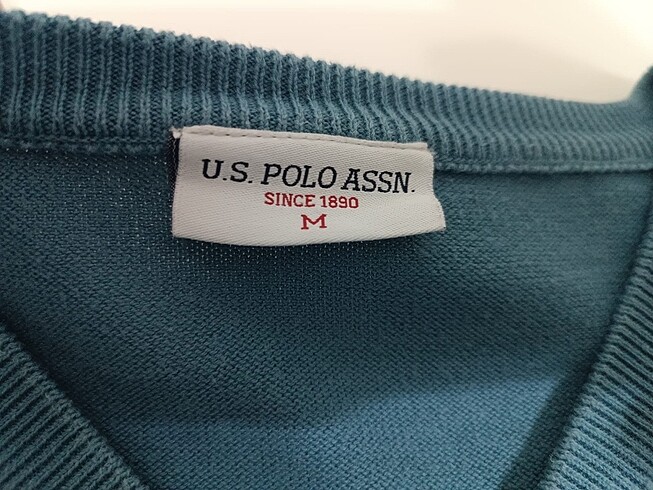 U.S. POLO ASSN.
SINCE 1890
M